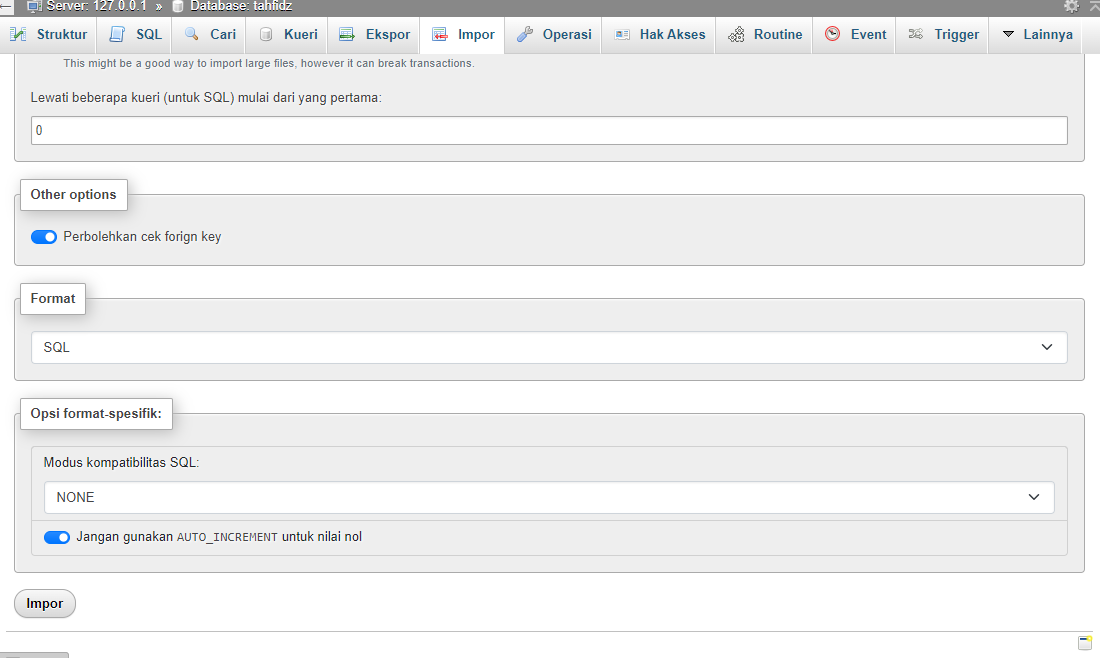 Server: 127.0.0.1 » Database: tahfidz
Struktur SQL Cari Kueri Ekspor Impor Operasi Hak Akses Routine Event Trigger Lainnya
This might be a good way to import large files, however it can break transactions.
Lewati beberapa kueri (untuk SQL) mulai dari yang pertama:
0
Other options
Perbolehkan cek forign key
Format
SQL
Opsi format-spesifik:
Modus kompatibilitas SQL:
NONE
Jangan gunakan AUTO_INCREMENT untuk nilai nol
Impor